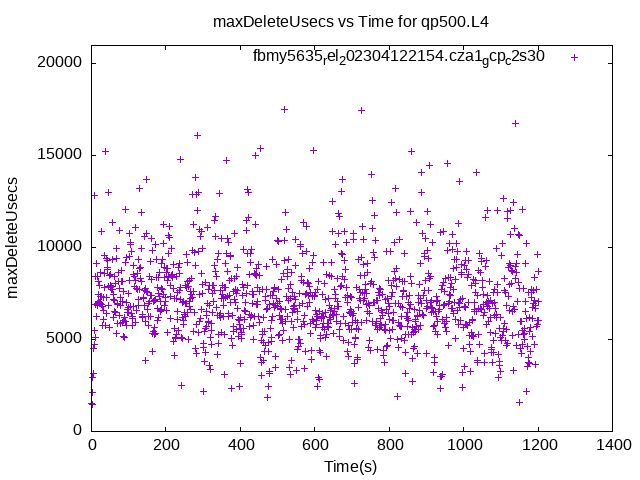 maxDeleteUsecs vs Time for qp500.L4
fbmy5635rel202304122154.cza1gcpc2s30
20000
15000
10000
5000
0
maxDeleteUsecs
0 200 400 600 800 1000 1200 1400
Time(s)